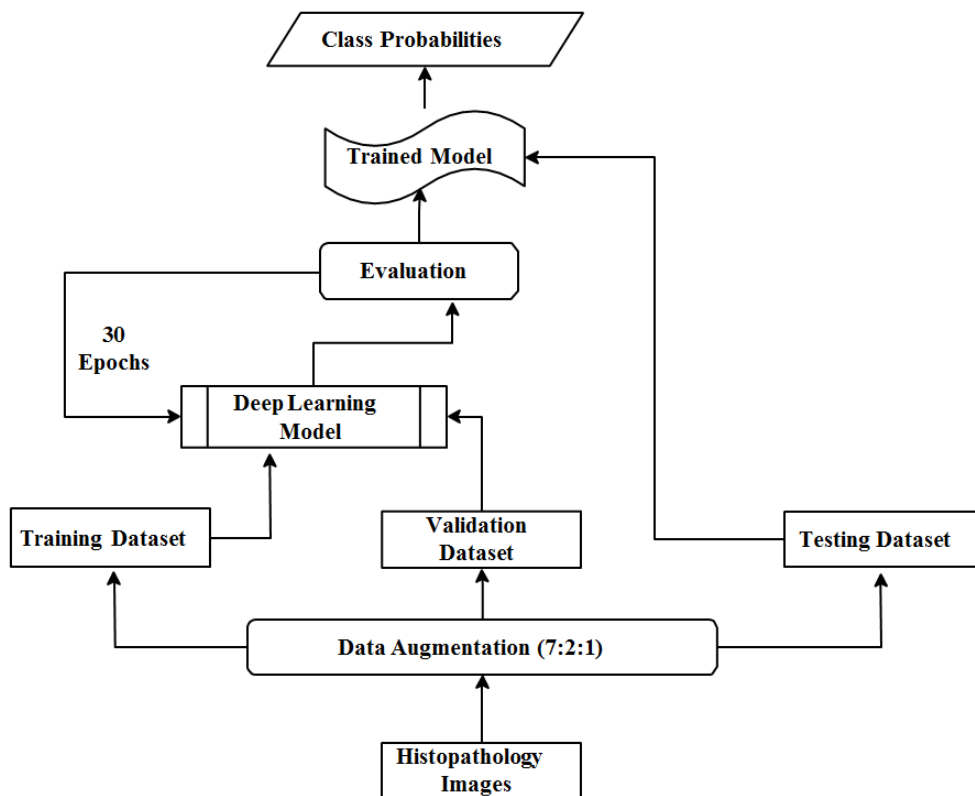 Class Probabilities
Trained Model
Evaluation
30
Epochs
Deep Learning
Model
Training Dataset
Validation
Dataset
Testing Dataset
Data Augmentation (7:2:1)
Histopathology
Images